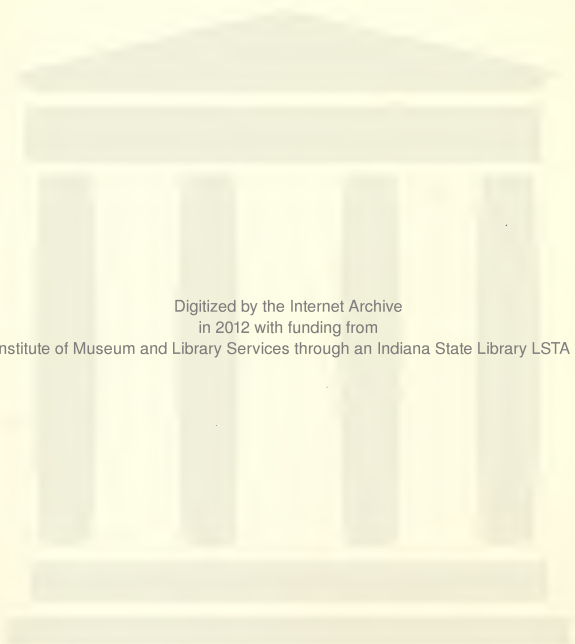 Digitized by the Internet Archive
in 2012 with funding from
nstitute of Museum and Library Services through an Indiana State Library LSTA